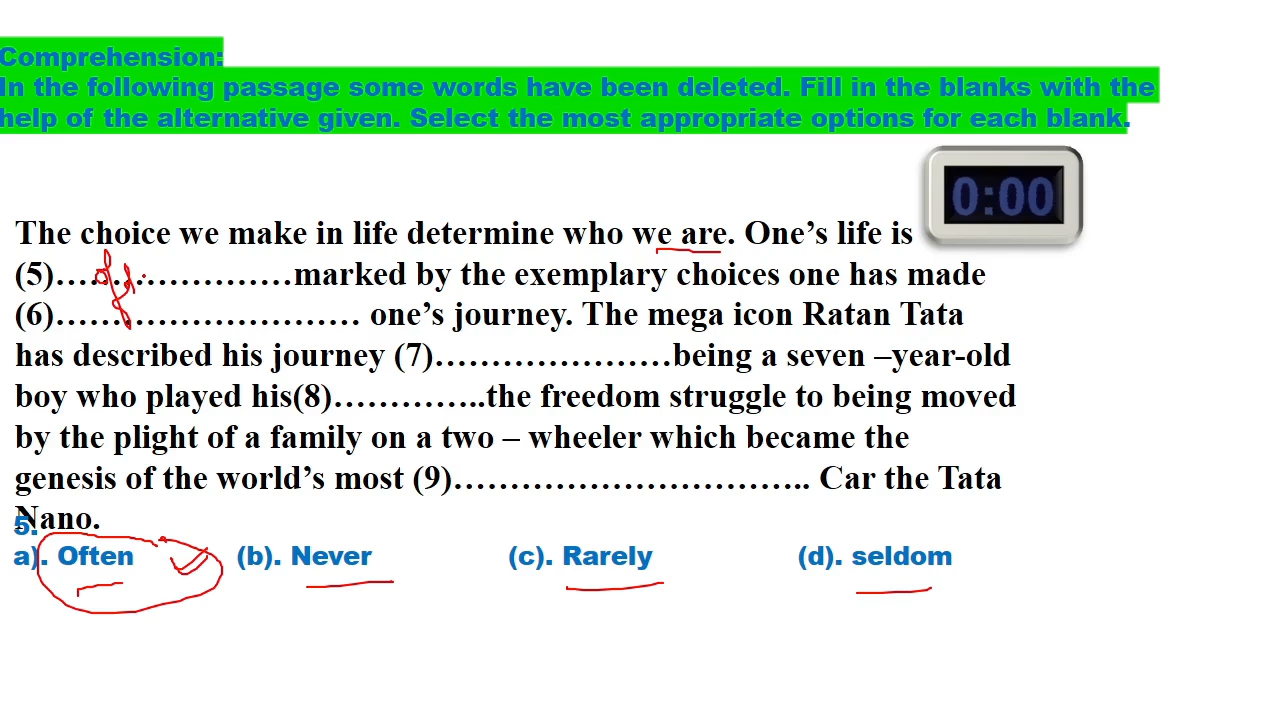 Comprehension:
In the following passage some words have been deleted. Fill in the blanks with the
help of the alternative given. Select the most appropriate options for each blank.
0:00
The choice we make in life determine who we are. One’s life is
(5)…………………marked by the exemplary choices one has made
(6)……………………… one’s journey. The mega icon Ratan Tata
has described his journey (7)…………………being a seven –year-old
boy who played his(8)…………..the freedom struggle to being moved
by the plight of a family on a two – wheeler which became the
genesis of the world’s most (9)………………………….. Car the Tata
Nano.
5.
a). Often (b). Never (c). Rarely (d). seldom